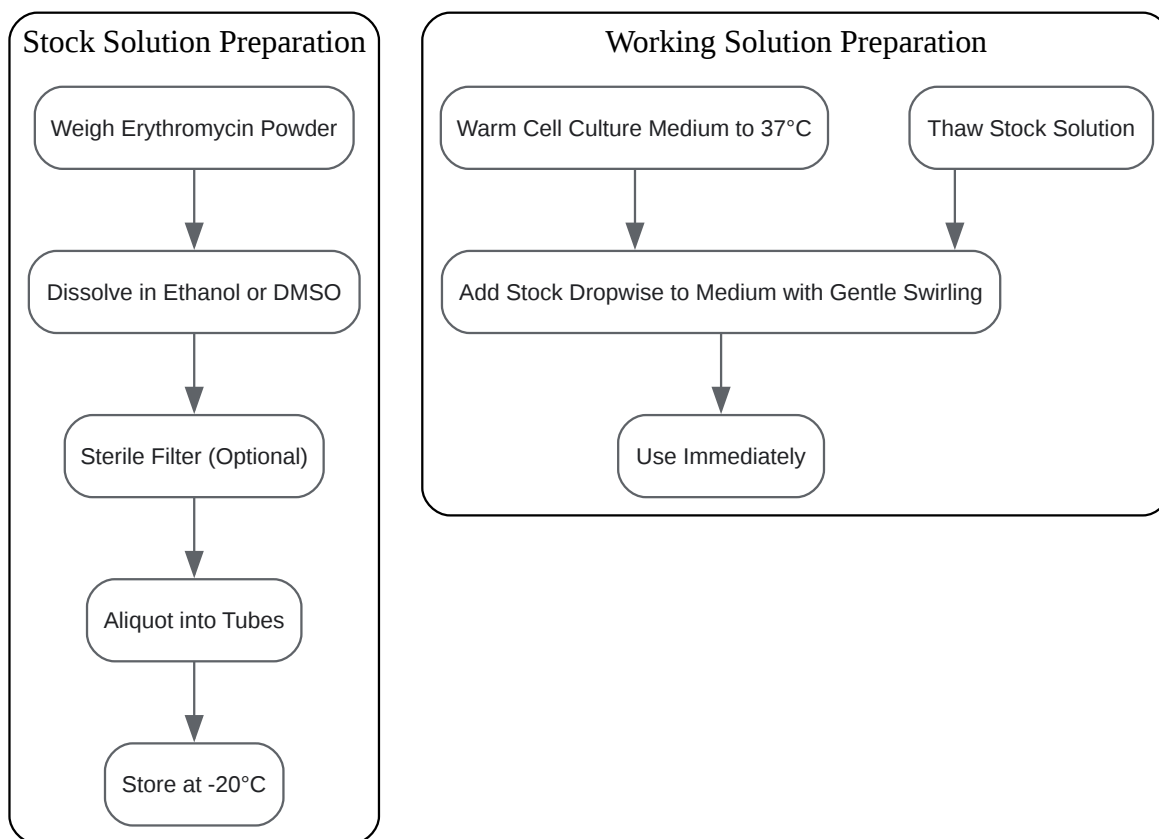 Stock Solution Preparation
Weigh Erythromycin Powder
Dissolve in Ethanol or DMSO
Sterile Filter (Optional)
Aliquot into Tubes
Store at -20°C
Working Solution Preparation
Warm Cell Culture Medium to 37°C
Thaw Stock Solution
Add Stock Dropwise to Medium with Gentle Swirling
Use Immediately